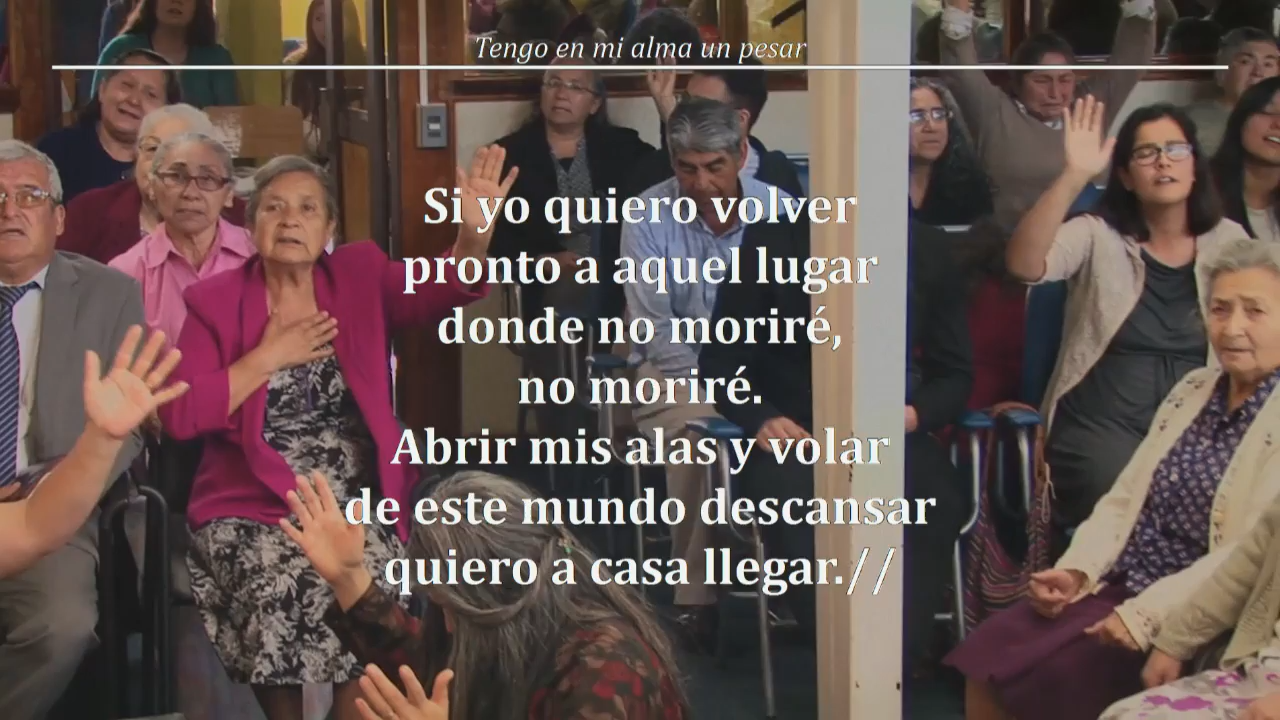 Tengo en mi alma un pesar
Si yo quiero volver
pronto a aquel lugar
donde no moriré,
no moriré.
Abrir mis alas y volar
de este mundo descansar
quiero a casa llegar.//